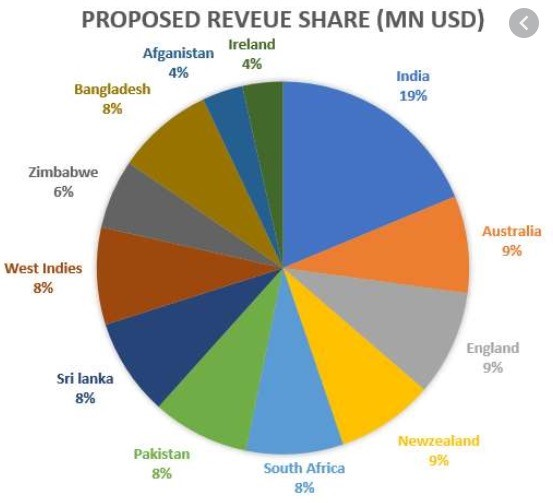 PROPOSED REVEUE SHARE (MN USD)
Ireland
4%
Afganistan
4%
India
19%
Bangladesh
8%
Zimbabwe
6%
Australia
9%
West Indies
8%
England
9%
Sri lanka
8%
Newzealand
9%
Pakistan
8%
South Africa
8%